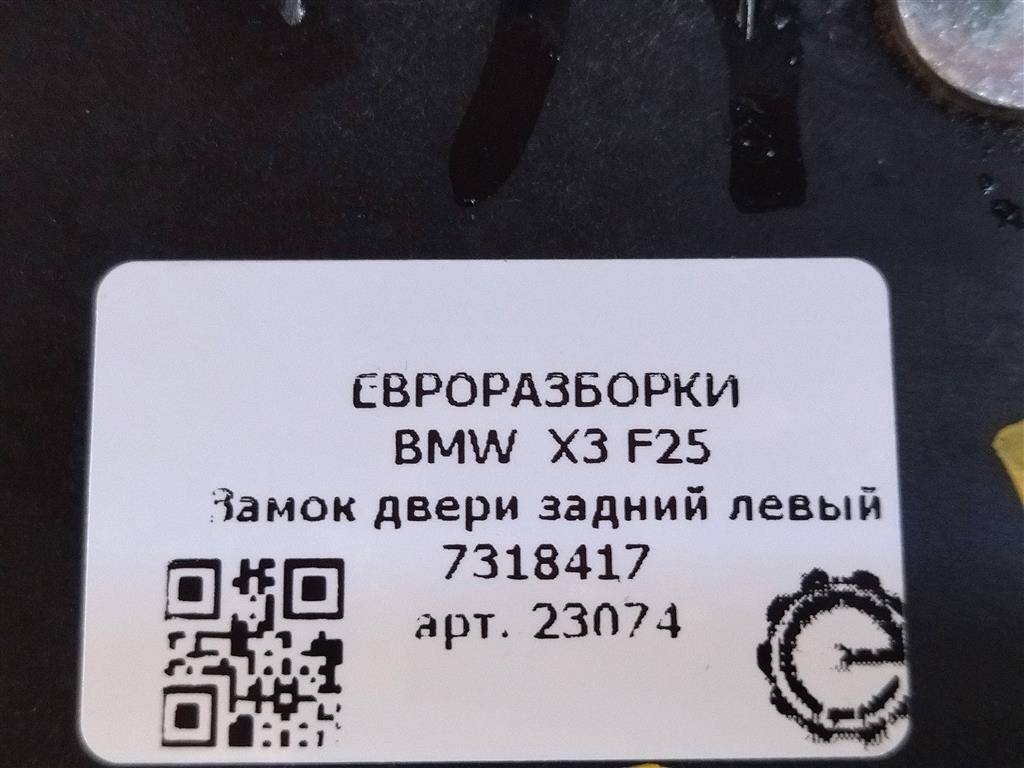 ЕВРОРАЗБОРКИ
BMW X3 F25
Замок двери задний левый
7318417
арт. 23074